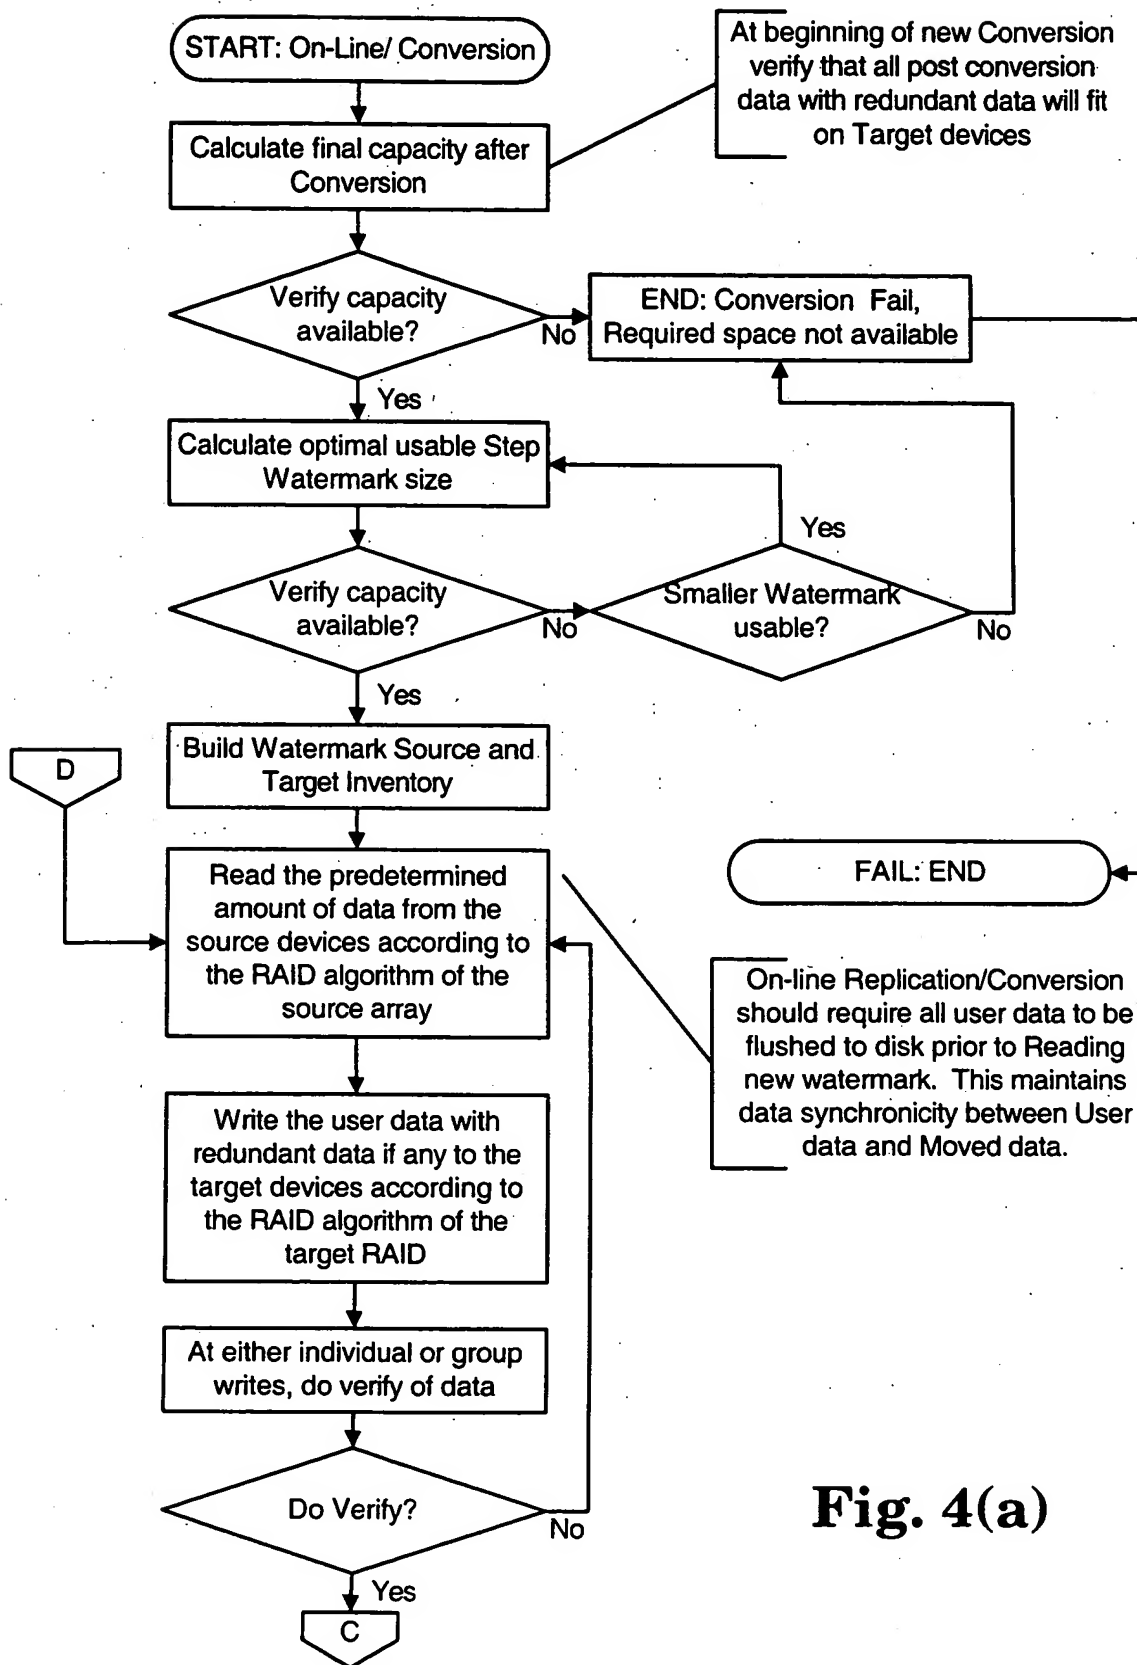 START: On-Line/ Conversion
At beginning of new Conversion
verify that all post conversion
data with redundant data will fit
on Target devices
Calculate final capacity after
Conversion
Verify capacity
available?
No
END: Conversion Fail,
Required space not available
Yes
Calculate optimal usable Step
Watermark size
Yes
Verify capacity
available?
No
Smaller Watermark
usable?
No
Yes
Build Watermark Source and
Target Inventory
D
Read the predetermined
amount of data from the
source devices according to
the RAID algorithm of the
source array
FAIL: END
On-line Replication/Conversion
should require all user data to be
flushed to disk prior to Reading
new watermark. This maintains
data synchronicity between User
data and Moved data.
Write the user data with
redundant data if any to the
target devices according to
the RAID algorithm of the
target RAID
At either individual or group
writes, do verify of data
Do Verify?
No
Yes
C
Fig. 4(a)